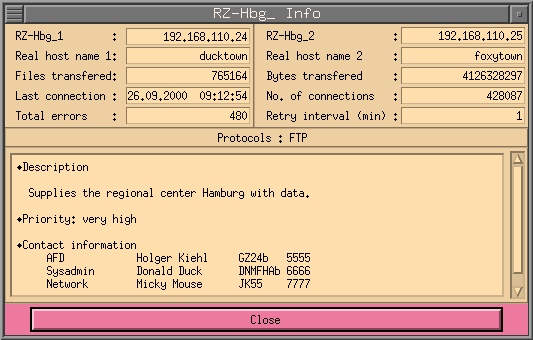 RZ-Hbg_ Info
RZ-Hbg_1 : 192.168.110.24 RZ-Hbg_2 : 192.168.110.25
Real host name 1: ducktown Real host name 2 : foxytown
Files transfered: 765164 Bytes transfered : 4126328297
Last connection : 26.09.2000 09:12:54 No. of connections : 428087
Total errors : 480 Retry interval (min) : 1
Protocols : FTP
◆Description
Supplies the regional center Hamburg with data.
◆Priority: very high
◆Contact information
AFD Holger Kiehl GZ24b 5555
Sysadmin Donald Duck DNMFHAb 6666
Network Micky Mouse JK55 7777
Close